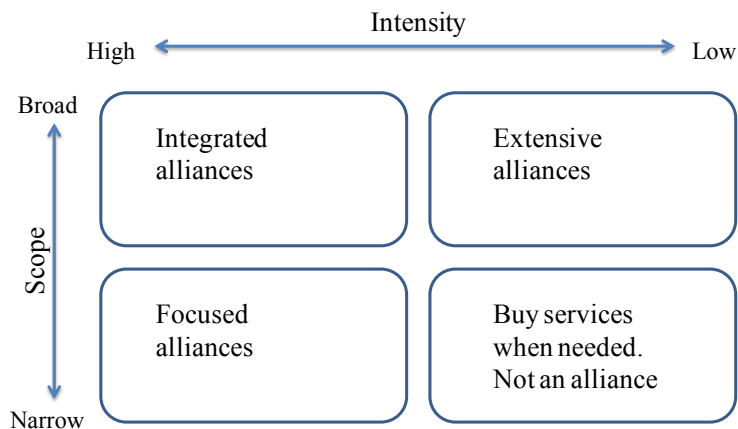 Intensity
High
Low
Broad
Integrated
alliances
Extensive
alliances
Scope
Focused
alliances
Buy services
when needed.
Not an alliance
Narrow